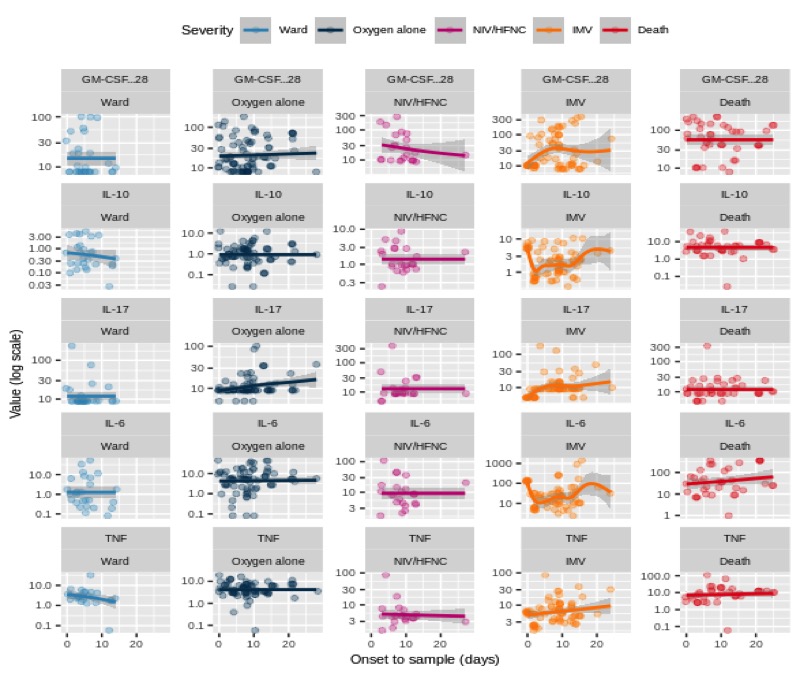 Severity Ward Oxygen alone NIV/HFNC IMV Death
GM-CSF...28 GM-CSF...28 GM-CSF...28 GM-CSF...28 GM-CSF...28
Ward Oxygen alone NIV/HFNC IMV Death
100 30 10
100 30 10
300 100 30 10
300 100 30 10
100 10
IL-10 IL-10 IL-10 IL-10 IL-10
Ward Oxygen alone NIV/HFNC IMV Death
3.00 1.00 0.30 0.10 0.03
10.0 1.0 0.1
10.0 3.0 1.0 0.3
10 3 1
10.0 1.0 0.1
IL-17 IL-17 IL-17 IL-17 IL-17
Ward Oxygen alone NIV/HFNC IMV Death
100 30 10
100 30 10
300 100 30 10
100 30 10
300 100 30 10
Value (log scale)
IL-6 IL-6 IL-6 IL-6 IL-6
Ward Oxygen alone NIV/HFNC IMV Death
10.0 1.0 0.1
10.0 1.0 0.1
100 30 10 3
1000 100 10
100 10 1
TNF TNF TNF TNF TNF
Ward Oxygen alone NIV/HFNC IMV Death
10.0 1.0 0.1
10.0 1.0 0.1
100 30 10 3
100 30 10 3
100.0 10.0 1.0 0.1
0 10 20 0 10 20 0 10 20 0 10 20 0 10 20
Onset to sample (days)